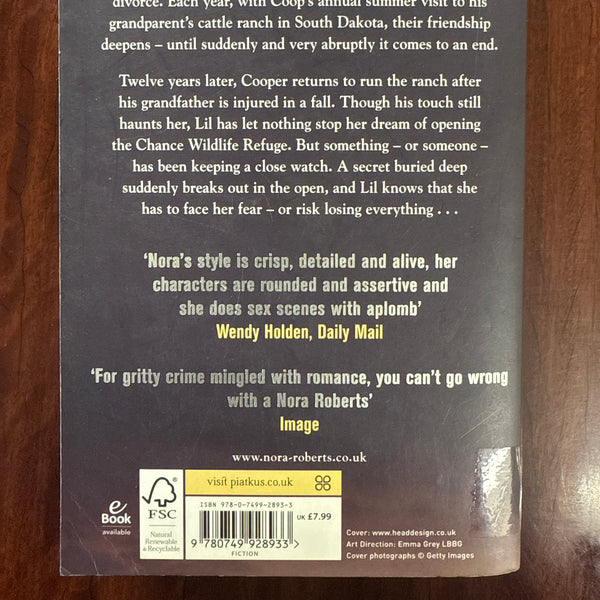 divorce. Each year, with Coop's annual summer visit to his
grandparent's cattle ranch in South Dakota, their friendship
deepens – until suddenly and very abruptly it comes to an end.
Twelve years later, Cooper returns to run the ranch after
his grandfather is injured in a fall. Though his touch still
haunts her, Lil has let nothing stop her dream of opening
the Chance Wildlife Refuge. But something – or someone –
has been keeping a close watch. A secret buried deep
suddenly breaks out in the open, and Lil knows that she
has to face her fear – or risk losing everything . . .
'Nora's style is crisp, detailed and alive, her
characters are rounded and assertive and
she does sex scenes with aplomb'
Wendy Holden, Daily Mail
'For gritty crime mingled with romance, you can't go wrong
with a Nora Roberts'
Image
www.nora-roberts.co.uk
e
Book
available
FSC
Natural
Renewable
& Recyclable
visit piatkus.co.uk
ISBN 978-0-7499-2893-3
9 780749 928933 >
FICTION
UK £7.99
Cover: www.headdesign.co.uk
Art Direction: Emma Grey LBBG
Cover photographs © Getty Images